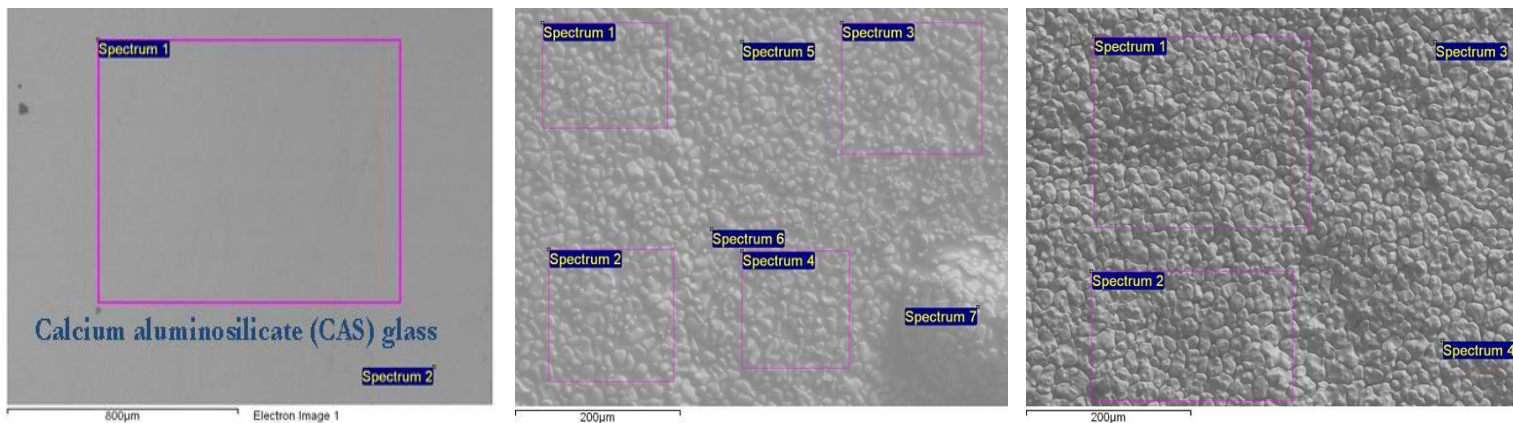 Spectrum 1
Calcium aluminosilicate (CAS) glass
Spectrum 2
800µm
Electron Image 1
Spectrum 1
Spectrum 5
Spectrum 3
Spectrum 6
Spectrum 2
Spectrum 4
Spectrum 7
200µm
Spectrum 1
Spectrum 3
Spectrum 2
Spectrum 4
200µm